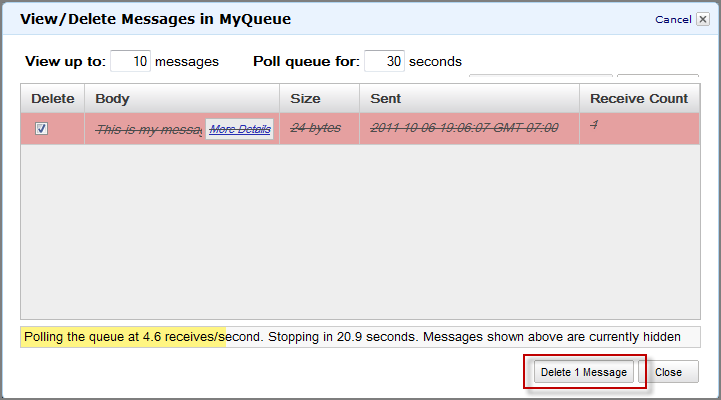 View/Delete Messages in MyQueue
Cancel
View up to: 10 messages Poll queue for: 30 seconds
Delete Body Size Sent Receive Count
This is my messag More Details 24 bytes 2011-10-06 19:06:07 GMT-07:00 1
Polling the queue at 4.6 receives/second. Stopping in 20.9 seconds. Messages shown above are currently hidden
Delete 1 Message Close